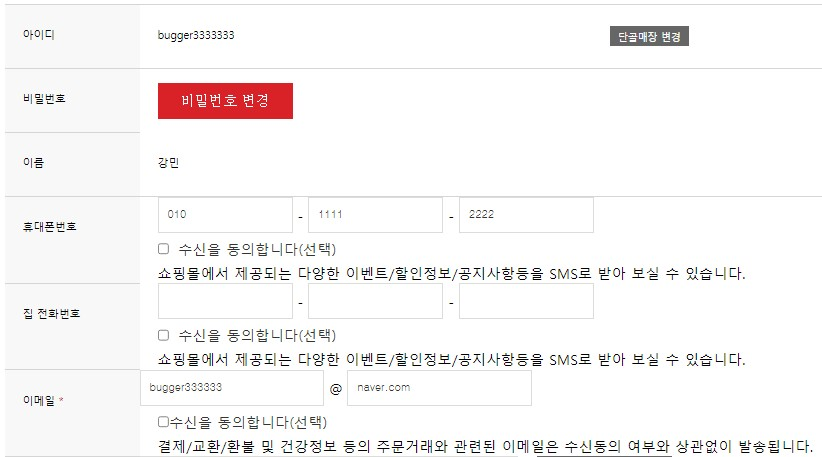 아이디 bugger3333333 단골매장 변경
비밀번호 비밀번호 변경
이름 강민
휴대폰번호 010 - 1111 - 2222
수신을 동의합니다(선택)
쇼핑몰에서 제공되는 다양한 이벤트/할인정보/공지사항등을 SMS로 받아 보실 수 있습니다.
집 전화번호 - -
수신을 동의합니다(선택)
쇼핑몰에서 제공되는 다양한 이벤트/할인정보/공지사항등을 SMS로 받아 보실 수 있습니다.
이메일 * bugger333333 @ naver.com
수신을 동의합니다(선택)
결제/교환/환불 및 건강정보 등의 주문거래와 관련된 이메일은 수신동의 여부와 상관없이 발송됩니다.